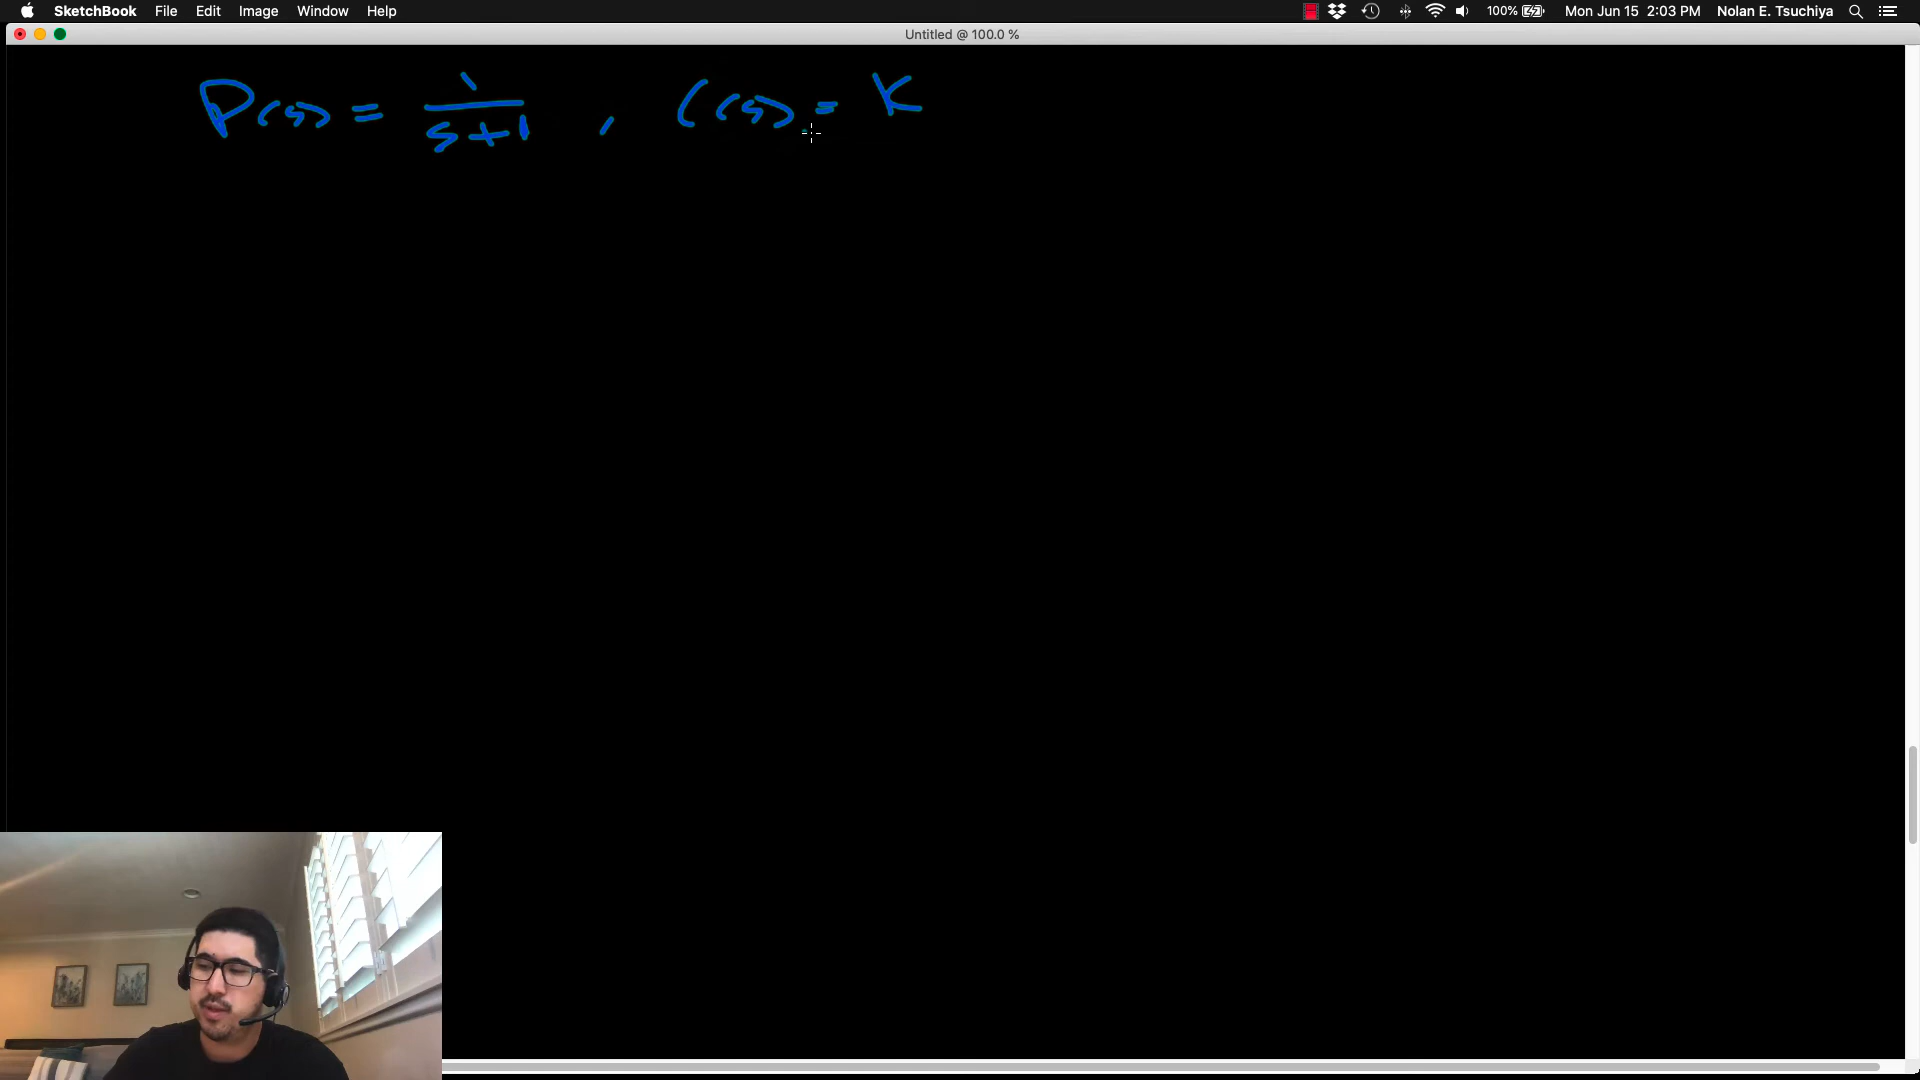 SketchBook File Edit Image Window Help 100% Mon Jun 15 2:03 PM Nolan E. Tsuchiya
Untitled @ 100.0 %
P(s) = 1/(s+1) , C(s) = K